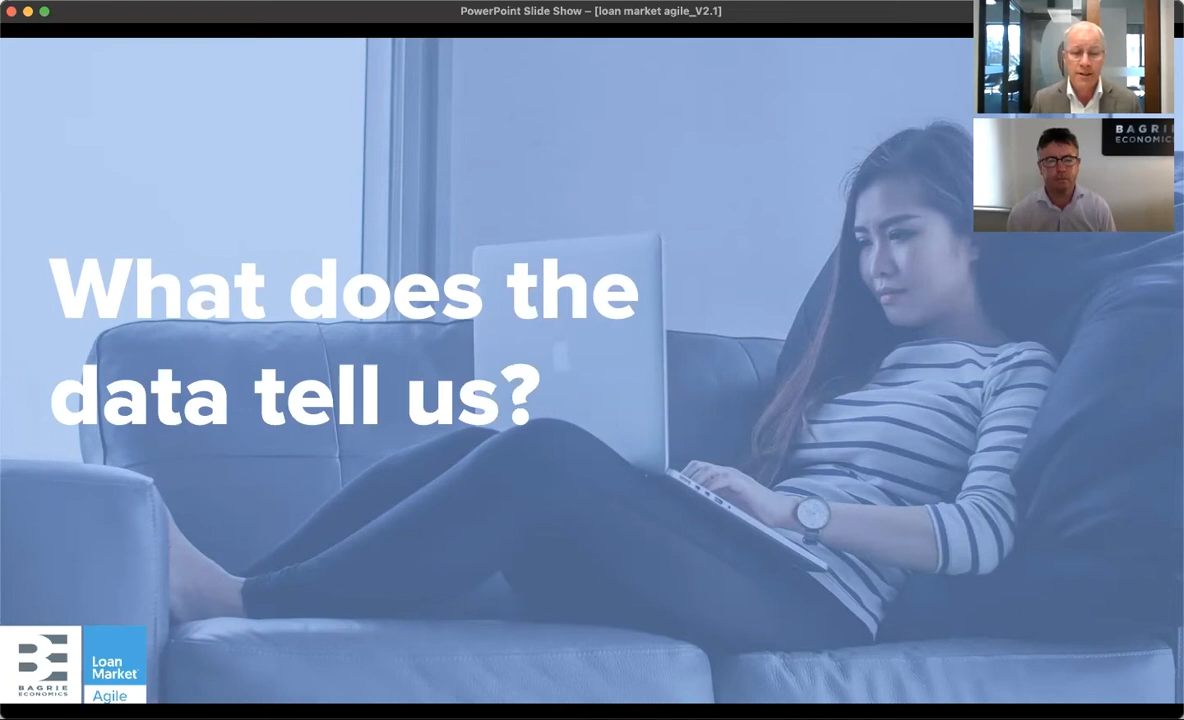 PowerPoint Slide Show – [loan market agile_V2.1]
BAGRI
ECONOMIC
What does the
data tell us?
BAGRIE
ECONOMICS
Loan
Market
Agile